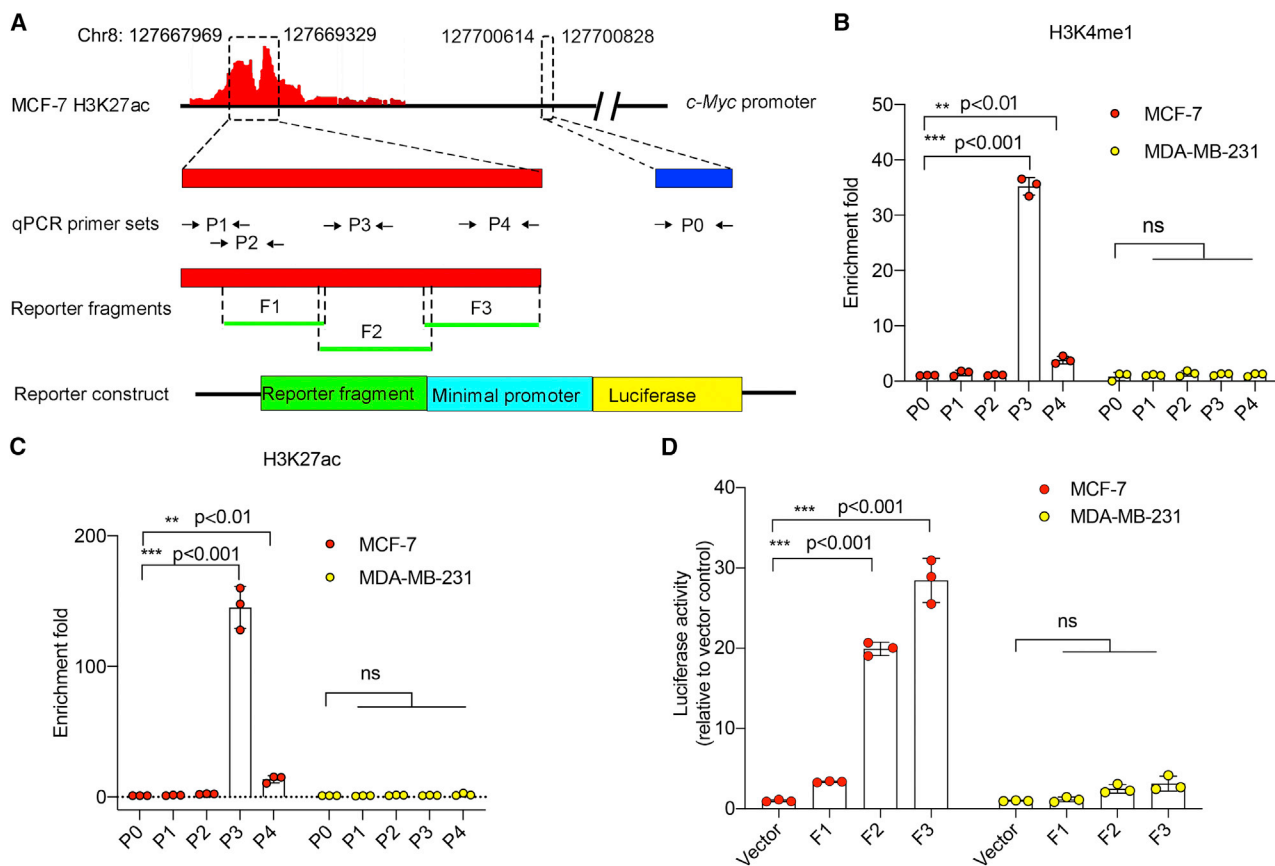 A
Chr8: 127667969
127669329
127700614
127700828
MCF-7 H3K27ac
c-Myc promoter
qPCR primer sets
P1
P2
P3
P4
P0
Reporter fragments
F1
F2
F3
Reporter construct
Reporter fragment
Minimal promoter
Luciferase
B
H3K4me1
Enrichment fold
50
40
30
20
10
0
** p<0.01
*** p<0.001
MCF-7
MDA-MB-231
ns
P0 P1 P2 P3 P4 P0 P1 P2 P3 P4
C
H3K27ac
Enrichment fold
200
100
0
** p<0.01
*** p<0.001
MCF-7
MDA-MB-231
ns
P0 P1 P2 P3 P4 P0 P1 P2 P3 P4
D
Luciferase activity
(relative to vector control)
40
30
20
10
0
*** p<0.001
*** p<0.001
MCF-7
MDA-MB-231
ns
Vector F1 F2 F3 Vector F1 F2 F3